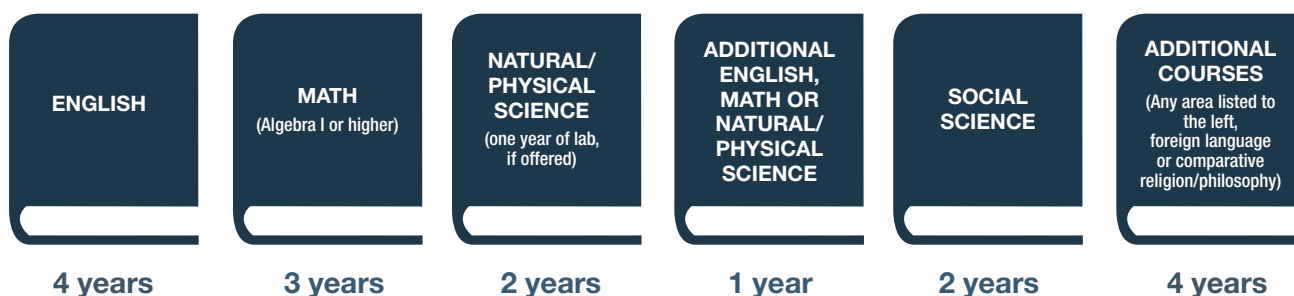 ENGLISH
4 years
MATH
(Algebra I or higher)
3 years
NATURAL/
PHYSICAL
SCIENCE
(one year of lab,
if offered)
2 years
ADDITIONAL
ENGLISH,
MATH OR
NATURAL/
PHYSICAL
SCIENCE
1 year
SOCIAL
SCIENCE
2 years
ADDITIONAL
COURSES
(Any area listed to
the left,
foreign language
or comparative
religion/philosophy)
4 years